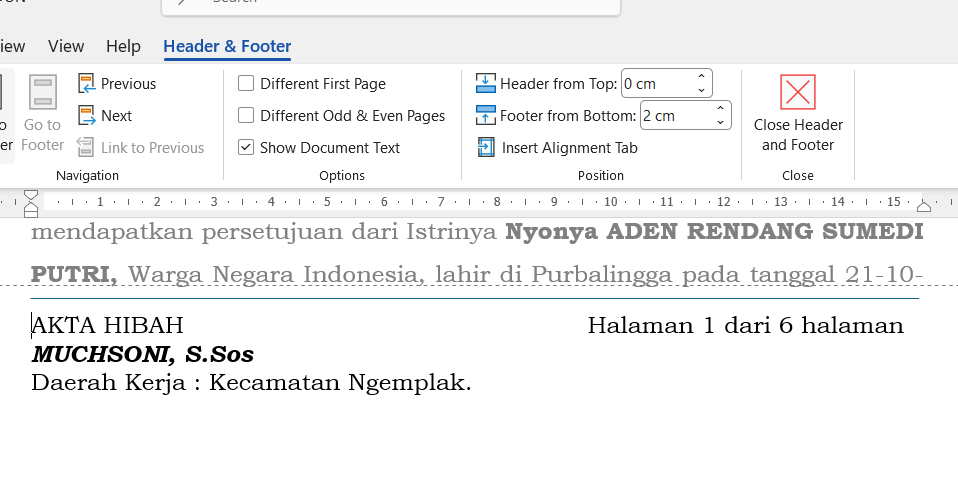 View Help Header & Footer
Different First Page
Header from Top: 0 cm
Previous
Next
Different Odd & Even Pages
Footer from Bottom: 2 cm
Go to Footer
Close Header and Footer
Link to Previous
Show Document Text
Insert Alignment Tab
Navigation
Options
Position
Close
1 2 3 4 5 6 7 8 9 10 11 12 13 14 15
mendapatkan persetujuan dari Istrinya Nyonya ADEN RENDANG SUMEDI
PUTRI, Warga Negara Indonesia, lahir di Purbalingga pada tanggal 21-10-
AKTA HIBAH Halaman 1 dari 6 halaman
MUCHSONI, S.Sos
Daerah Kerja : Kecamatan Ngemplak.